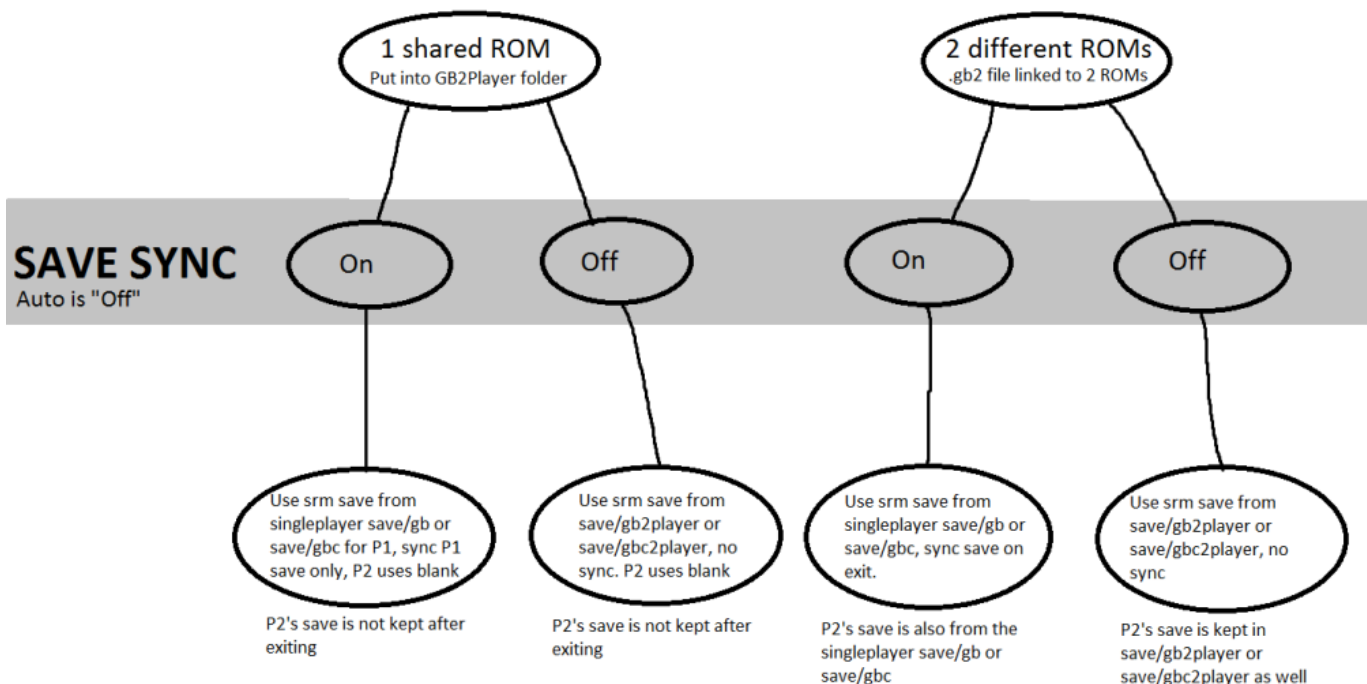 1 shared ROM
Put into GB2Player folder
2 different ROMs
.gb2 file linked to 2 ROMs
SAVE SYNC
Auto is "Off"
On
Off
On
Off
Use srm save from
singleplayer save/gb or
save/gbc for P1, sync P1
save only, P2 uses blank
P2's save is not kept after
exiting
Use srm save from
save/gb2player or
save/gbc2player, no
sync. P2 uses blank
P2's save is not kept after
exiting
Use srm save from
singleplayer save/gb or
save/gbc, sync save on
exit.
P2's save is also from the
singleplayer save/gb or
save/gbc
Use srm save from
save/gb2player or
save/gbc2player, no
sync
P2's save is kept in
save/gb2player or
save/gbc2player as well